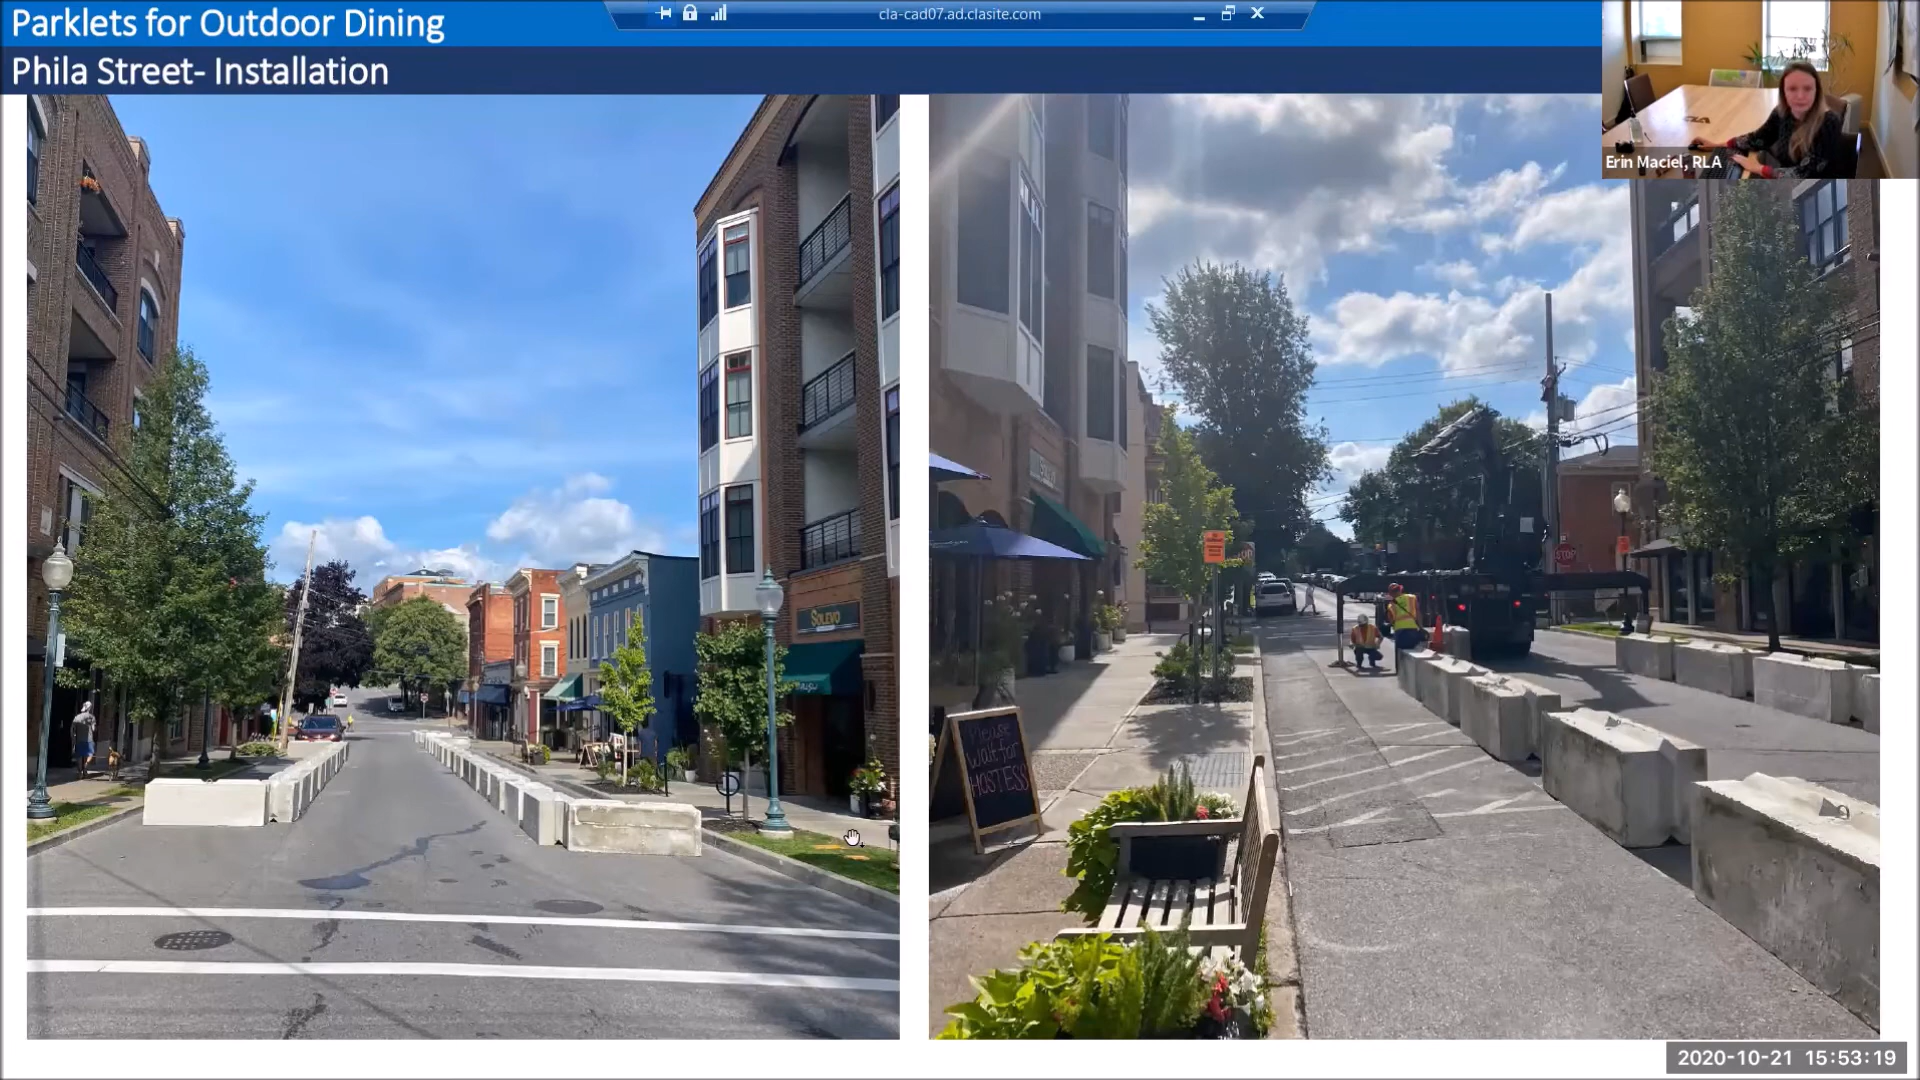 Parklets for Outdoor Dining
cla-cad07.ad.clasite.com
Phila Street- Installation
Erin Maciel, RLA
SOLEVO
SOLEVO
STOP
Please
Wait for
HOSTESS
2020-10-21 15:53:19